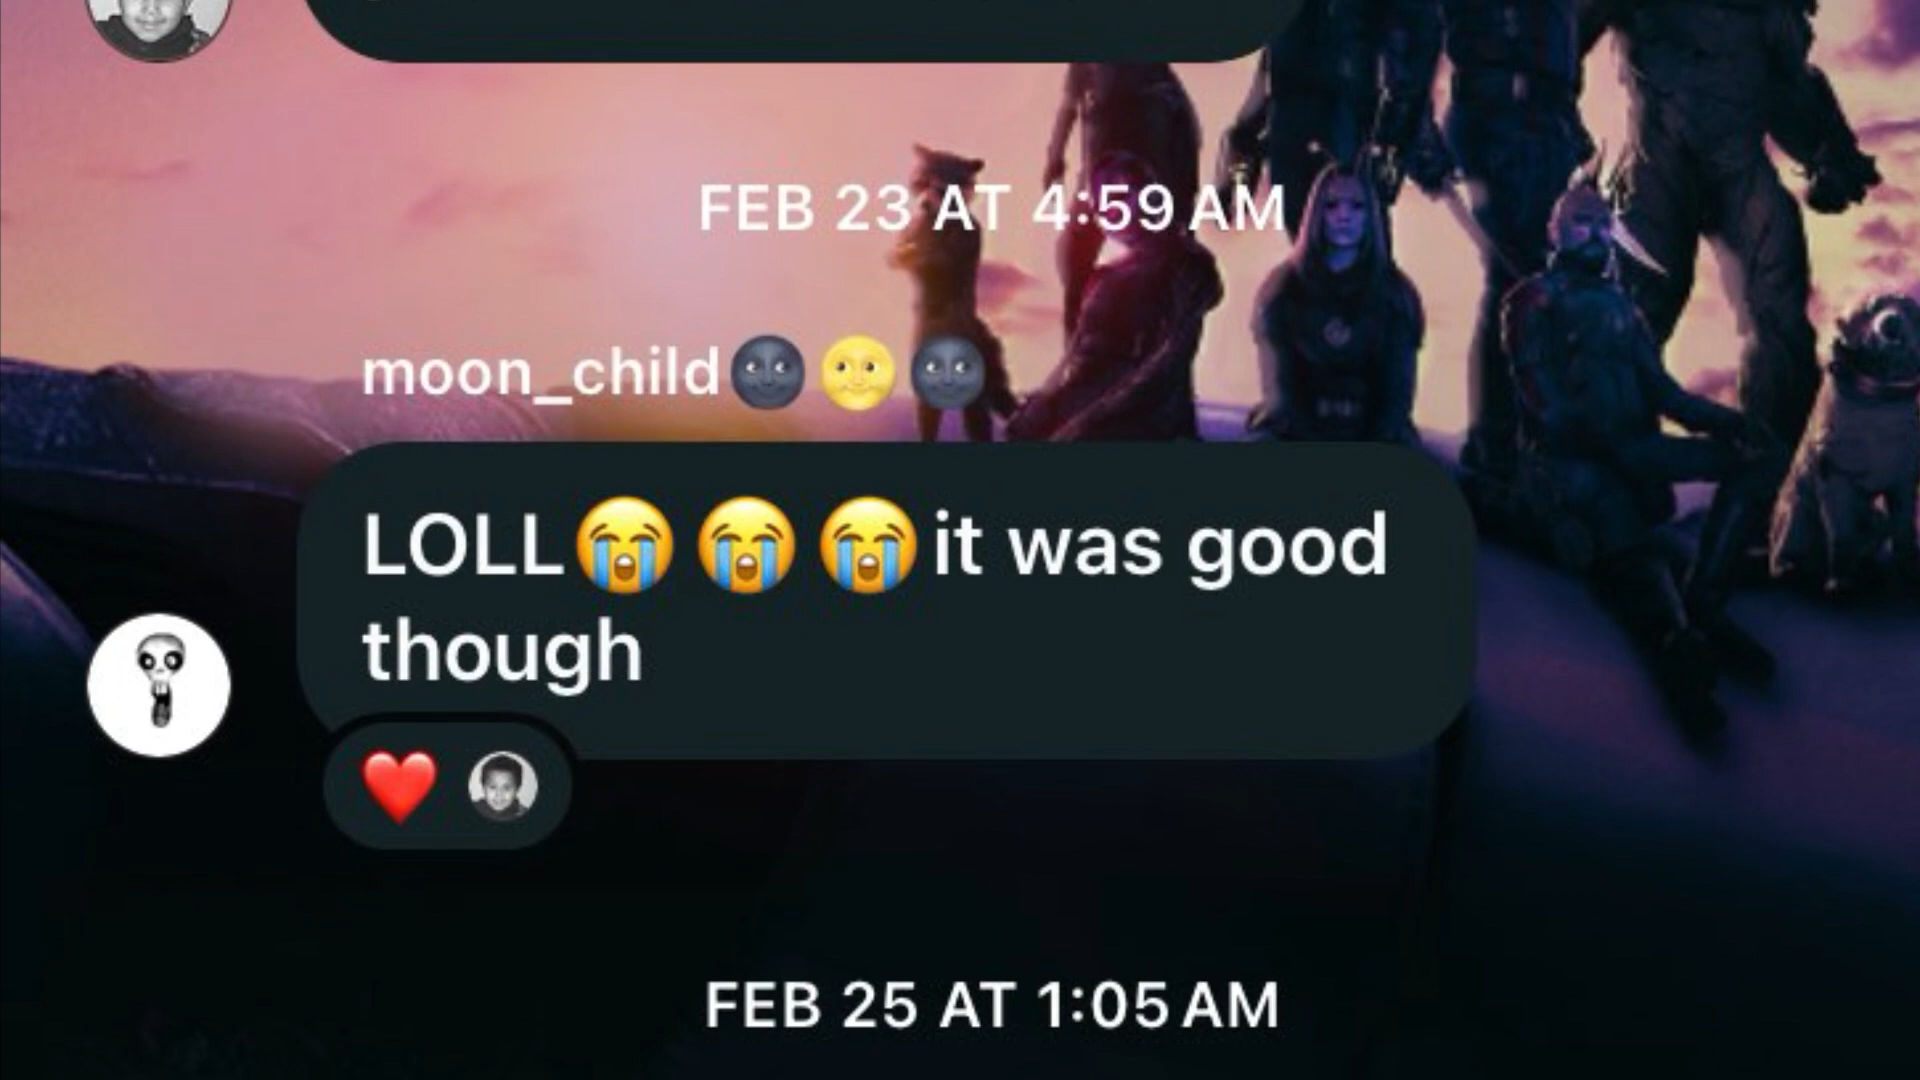 FEB 23 AT 4:59 AM
moon_child🌚🌝🌚
LOLL😭😭😭it was good
though
❤️
FEB 25 AT 1:05 AM